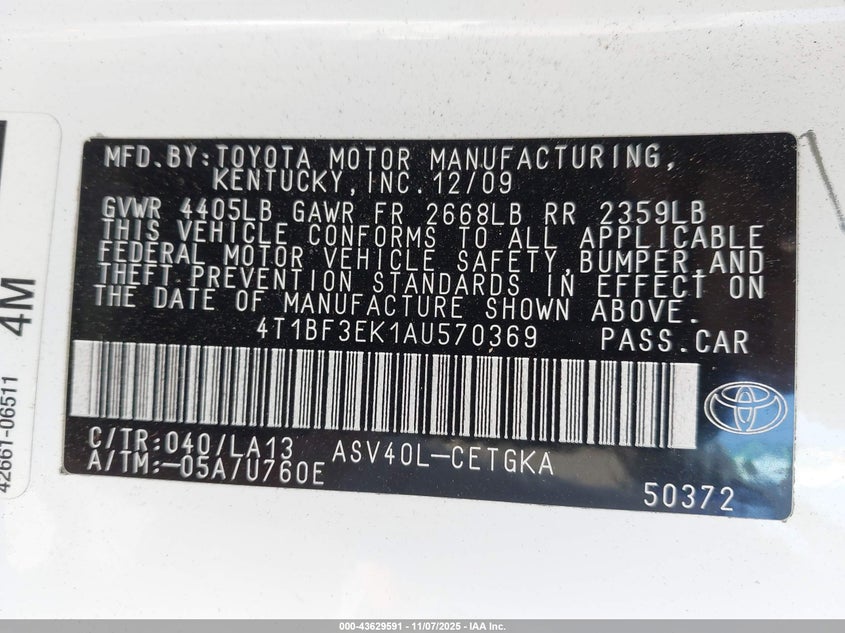 MFD.BY:TOYOTA MOTOR MANUFACTURING,
KENTUCKY,INC.12/09
GVWR 4405LB GAWR FR 2668LB RR 2359LB
THIS VEHICLE CONFORMS TO ALL APPLICABLE
FEDERAL MOTOR VEHICLE SAFETY,BUMPER,AND
THEFT PREVENTION STANDARDS IN EFFECT ON
THE DATE OF MANUFACTURE SHOWN ABOVE.
4T1BF3EK1AU570369 PASS.CAR
C/TR:040/LA13 ASV40L-CETGKA
A/TM:-05A/U760E
50372
4M
42661-06511
000-43629591 - 11/07/2025 - IAA Inc.